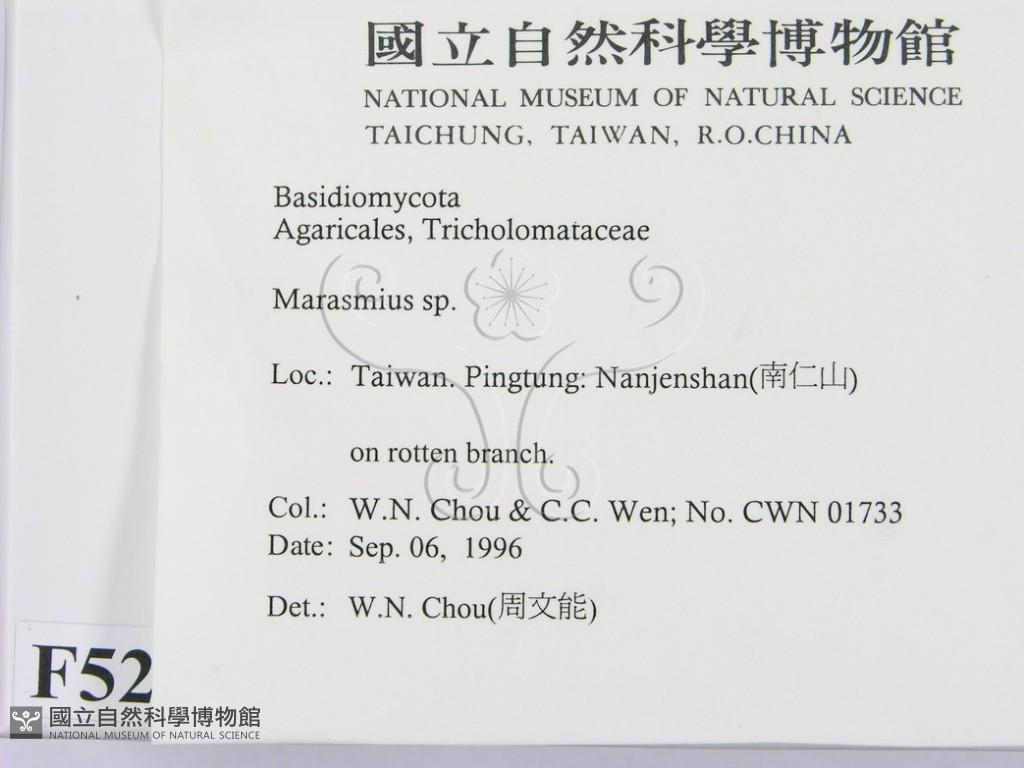 國立自然科學博物館
NATIONAL MUSEUM OF NATURAL SCIENCE
TAICHUNG, TAIWAN, R.O.CHINA
Basidiomycota
Agaricales, Tricholomataceae
Marasmius sp.
Loc.: Taiwan. Pingtung: Nanjenshan(南仁山)
on rotten branch.
Col.: W.N. Chou & C.C. Wen; No. CWN 01733
Date: Sep. 06, 1996
Det.: W.N. Chou(周文能)
F52
國立自然科學博物館
NATIONAL MUSEUM OF NATURAL SCIENCE